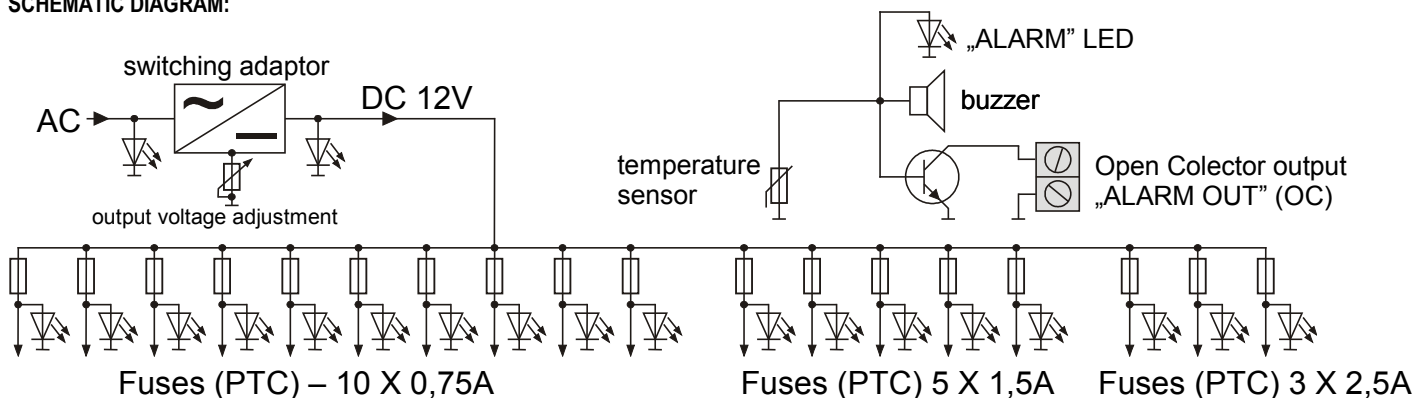 SCHEMATIC DIAGRAM:
„ALARM” LED
switching adaptor
AC
DC 12V
buzzer
temperature
sensor
Open Colector output
„ALARM OUT” (OC)
output voltage adjustment
Fuses (PTC) – 10 X 0,75A
Fuses (PTC) 5 X 1,5A
Fuses (PTC) 3 X 2,5A